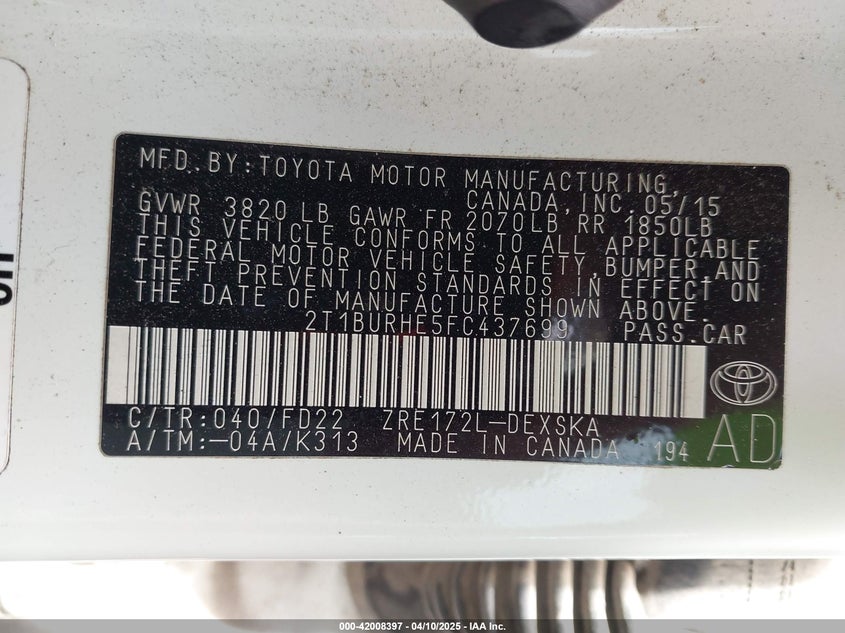 MFD. BY: TOYOTA MOTOR MANUFACTURING,
CANADA, INC. 05/15
GVWR 3820 LB GAWR FR 2070LB RR 1850LB
THIS VEHICLE CONFORMS TO ALL APPLICABLE
FEDERAL MOTOR VEHICLE SAFETY, BUMPER, AND
THEFT PREVENTION STANDARDS IN EFFECT ON
THE DATE OF MANUFACTURE SHOWN ABOVE.
2T1BURHE5FC437699 PASS. CAR
C/TR: 040/FD22 ZRE172L-DEXSKA
A/TM: -04A/K313 MADE IN CANADA 194 AD
000-42008397 - 04/10/2025 - IAA Inc.